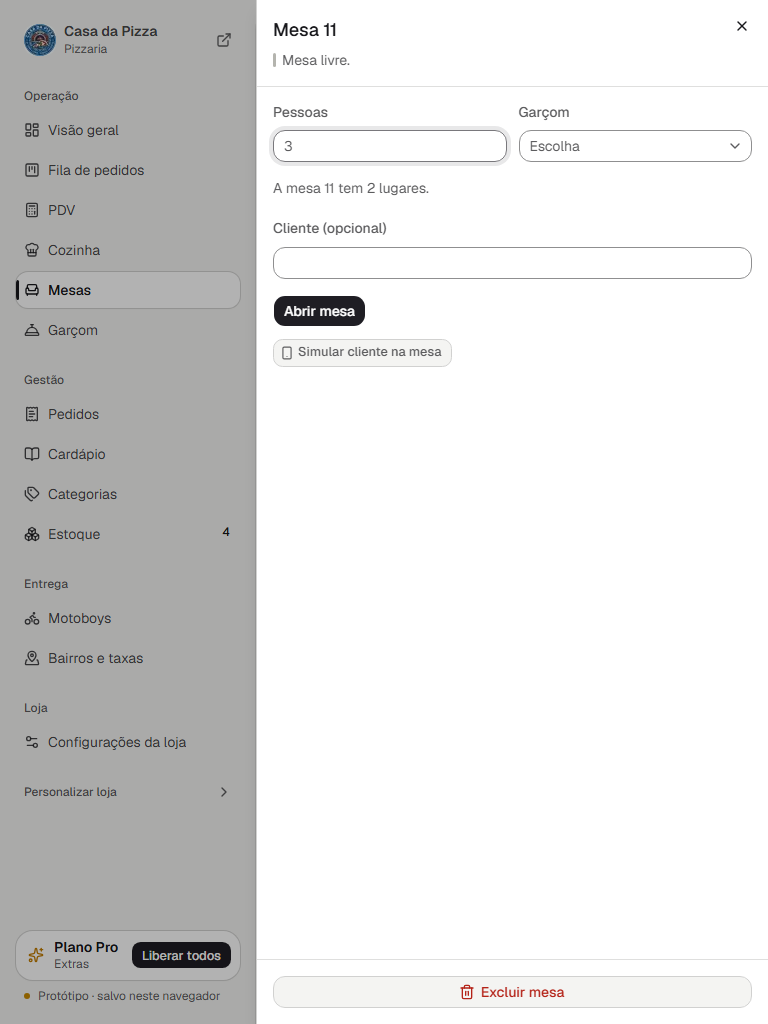 Casa da Pizza
Pizzaria
Operação
Visão geral
Fila de pedidos
PDV
Cozinha
Mesas
Garçom
Gestão
Pedidos
Cardápio
Categorias
Estoque
4
Entrega
Motoboys
Bairros e taxas
Loja
Configurações da loja
Personalizar loja
Plano Pro
Extras
Liberar todos
Protótipo · salvo neste navegador
Mesa 11
Mesa livre.
Pessoas
Garçom
3
Escolha
A mesa 11 tem 2 lugares.
Cliente (opcional)
Abrir mesa
Simular cliente na mesa
Excluir mesa